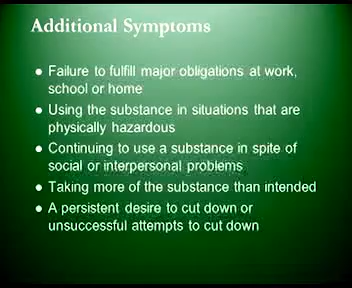 Additional Symptoms
● Failure to fulfill major obligations at work,
school or home
● Using the substance in situations that are
physically hazardous
● Continuing to use a substance in spite of
social or interpersonal problems
● Taking more of the substance than intended
● A persistent desire to cut down or
unsuccessful attempts to cut down